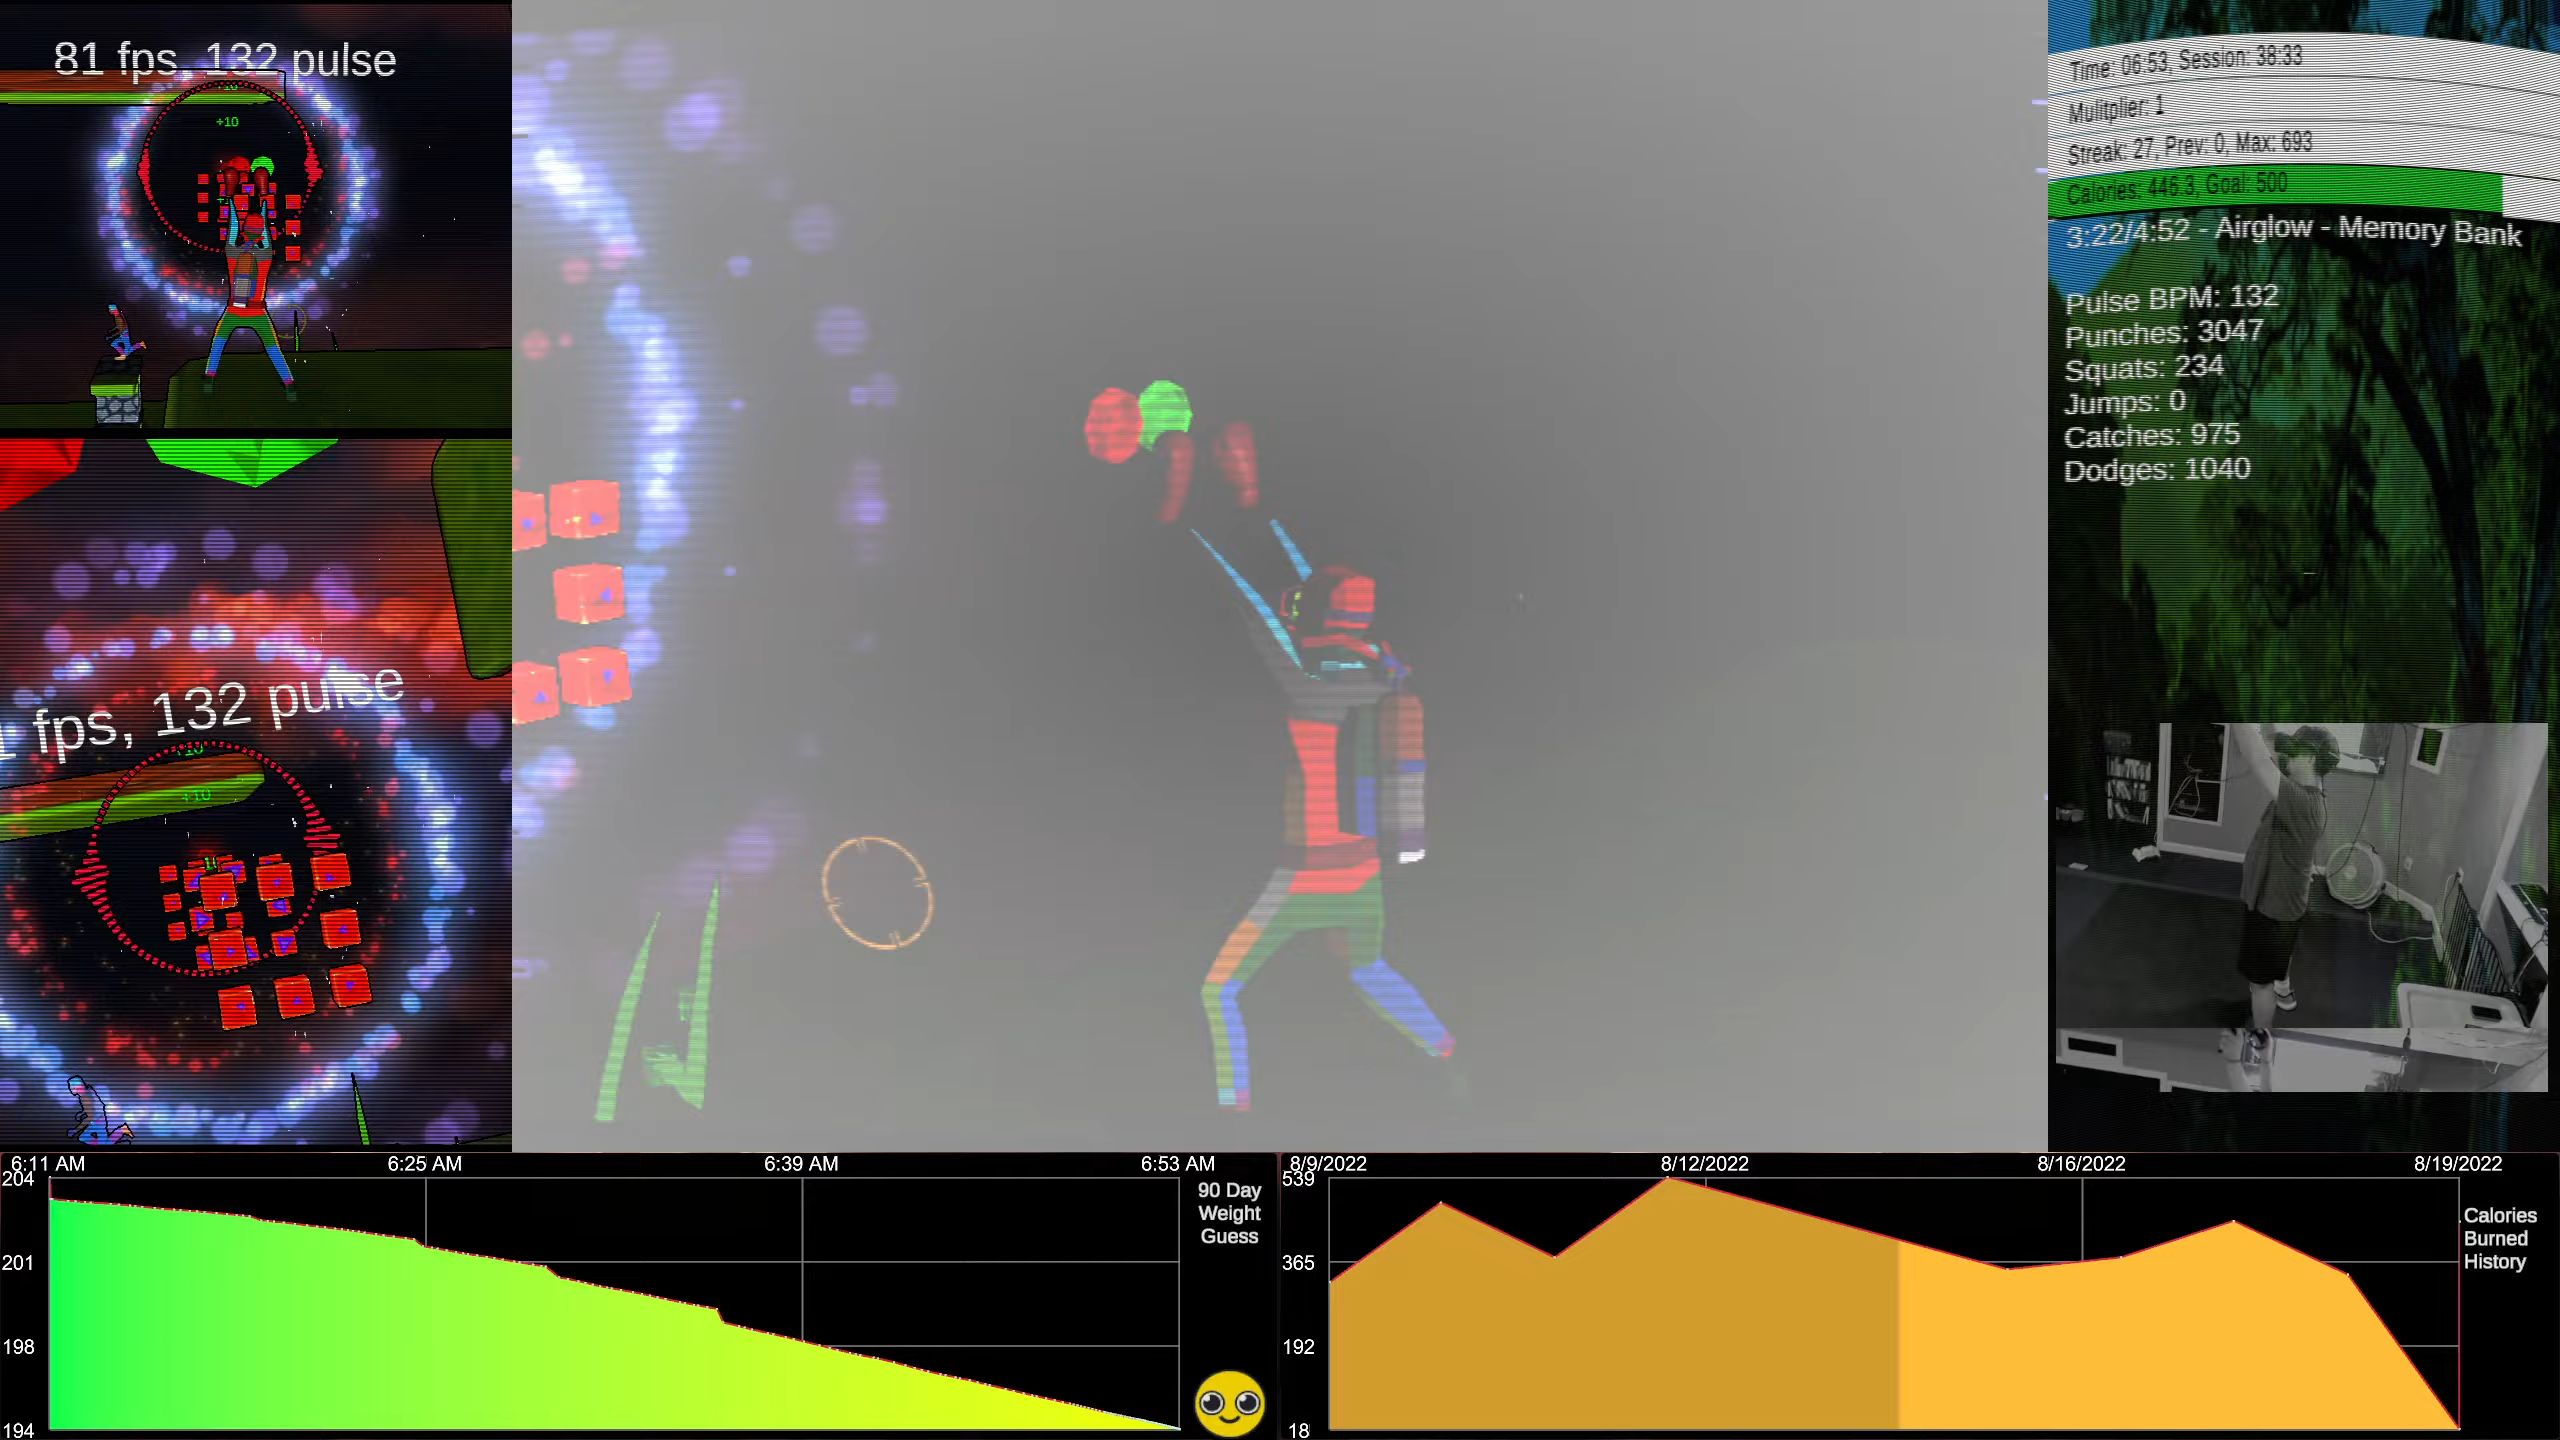 81 fps, 132 pulse
+10
+10
fps, 132 pulse
+10
+10
Time: 06:53, Session: 38:33
Mulitplier: 1
Streak: 27, Prev: 0, Max: 693
Calories: 446.3, Goal: 500
3:22/4:52 - Airglow - Memory Bank
Pulse BPM: 132
Punches: 3047
Squats: 234
Jumps: 0
Catches: 975
Dodges: 1040
6:11 AM
6:25 AM
6:39 AM
6:53 AM
204
201
198
194
90 Day
Weight
Guess
8/9/2022
8/12/2022
8/16/2022
8/19/2022
539
365
192
18
Calories
Burned
History